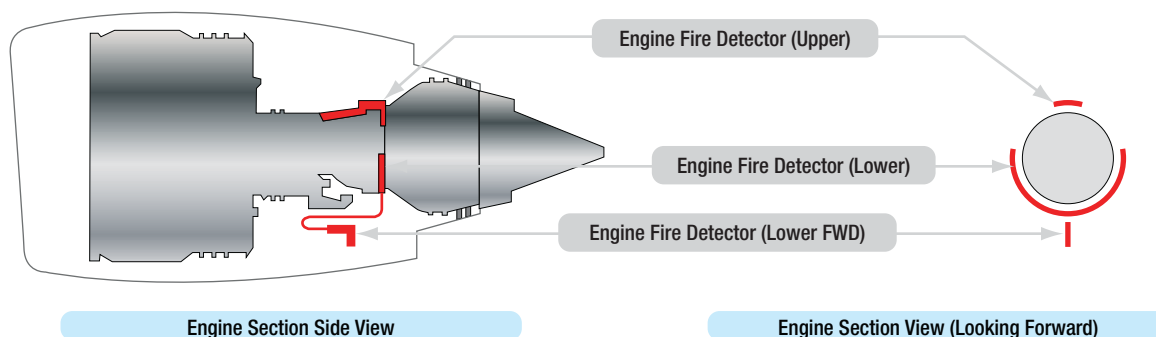 Engine Fire Detector (Upper)
Engine Fire Detector (Lower)
Engine Fire Detector (Lower FWD)
Engine Section Side View
Engine Section View (Looking Forward)